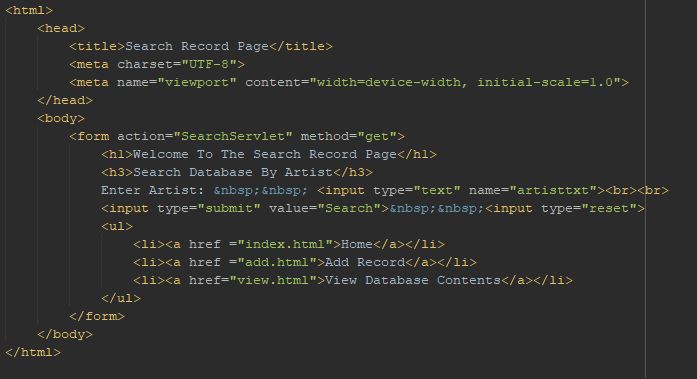 <html>
<head>
<title>Search Record Page</title>
<meta charset="UTF-8">
<meta name="viewport" content="width=device-width, initial-scale=1.0">
</head>
<body>
<form action="SearchServlet" method="get">
<h1>Welcome To The Search Record Page</h1>
<h3>Search Database By Artist</h3>
Enter Artist: &nbsp;&nbsp; <input type="text" name="artisttxt"><br><br>
<input type="submit" value="Search">&nbsp;&nbsp;<input type="reset">
<ul>
<li><a href ="index.html">Home</a></li>
<li><a href ="add.html">Add Record</a></li>
<li><a href="view.html">View Database Contents</a></li>
</ul>
</form>
</body>
</html>